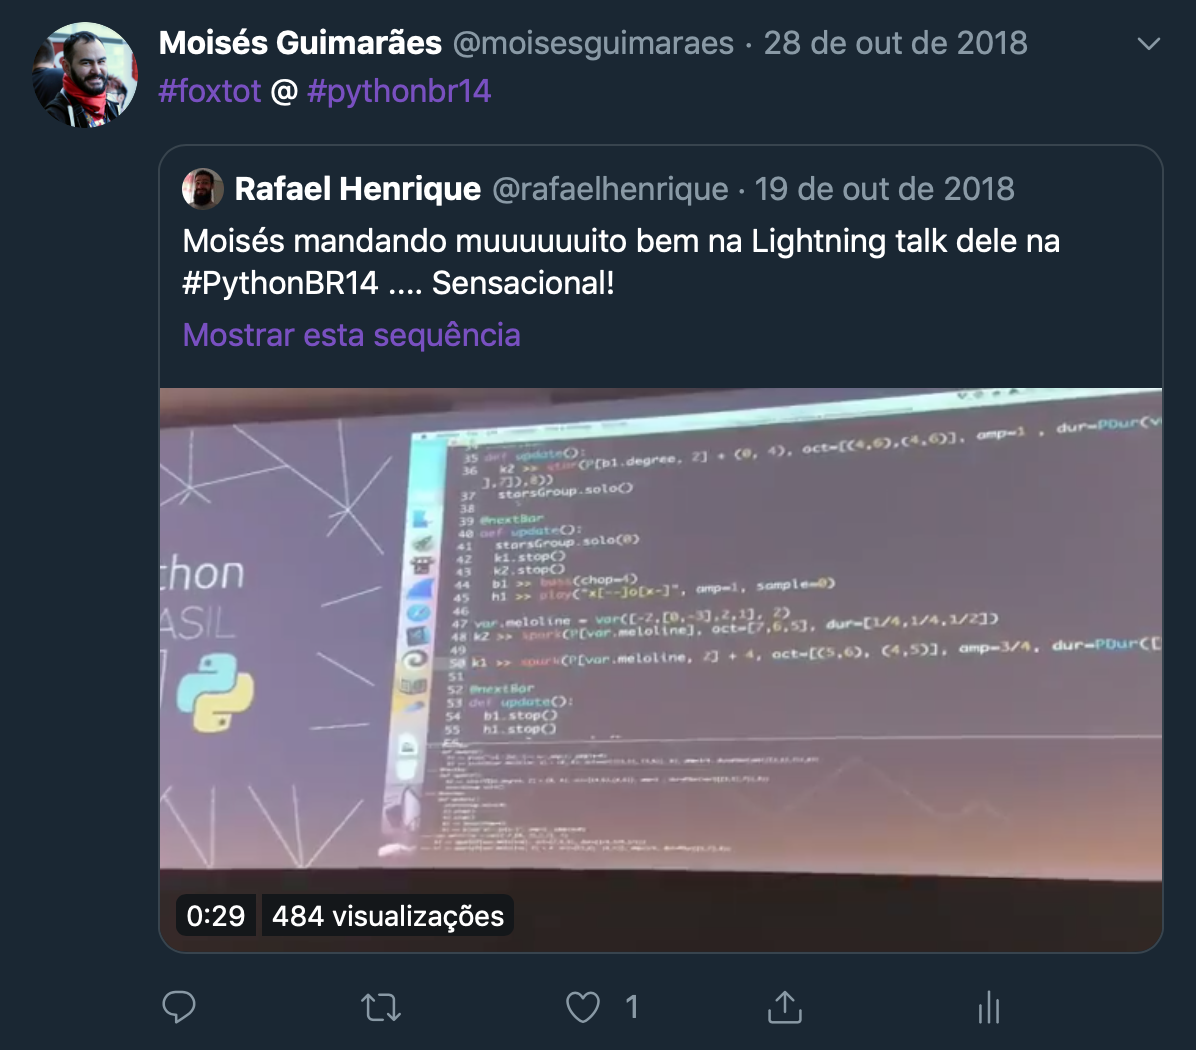 Moisés Guimarães @moisesguimaraes · 28 de out de 2018
#foxtot @ #pythonbr14
Rafael Henrique @rafaelhenrique · 19 de out de 2018
Moisés mandando muuuuuuito bem na Lightning talk dele na
#PythonBR14 .... Sensacional!
Mostrar esta sequência
thon
ASIL
35 def update():
36 k2 >> star(P[b1.degree, 2] + (0, 4), oct=[(4,6),(4,6)], amp=1 , dur=PDur(
],7]),8))
37 starsGroup.solo()
38
39 @nextBar
40 def update():
41 starsGroup.solo(0)
42 k1.stop()
43 k2.stop()
44 b1 >> bass(chop=4)
45 h1 >> play("x[--]o[x-]", amp=1, sample=0)
46
47 var.meloline = var([-2,[0,-3],2,1], 2)
48 k2 >> spark(P[var.meloline], oct=[7,6,5], dur=[1/4,1/4,1/2])
49
50 k1 >> spark(P[var.meloline, 2] + 4, oct=[(5,6), (4,5)], amp=3/4, dur=PDur([
51
52 @nextBar
53 def update():
54 b1.stop()
55 h1.stop()
0:29 484 visualizações
1